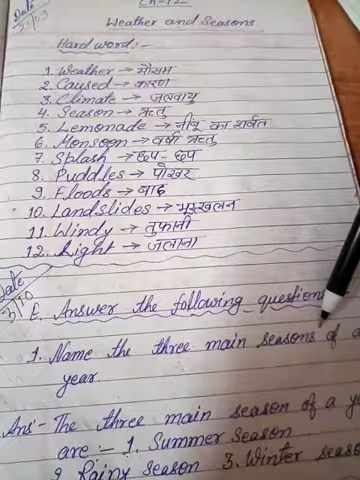 Ch-12
Date
Weather and Seasons
Hard word:-
1. Weather → मौसम
2. Caused → कारण
3. Climate → जलवायु
4. Season → ऋतु
5. Lemonade → नींबू का शर्बत
6. Monsoon → वर्षा ऋतु
7. Splash → छप - छप
8. Puddles → पोखर
9. Floods → बाढ़
10. Landslides → भूस्खलन
11. Windy → तुफानी
12. Light → जलाना
Date
3/10
E. Answer the following questions
1. Name the three main seasons of a
year.
Ans- The three main season of a
are :- 1. Summer season
2. Rainy season 3. Winter